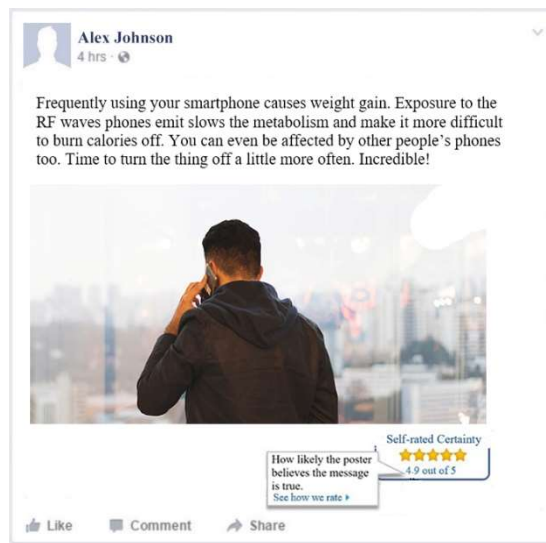 Alex Johnson
4 hrs ·
Frequently using your smartphone causes weight gain. Exposure to the
RF waves phones emit slows the metabolism and make it more difficult
to burn calories off. You can even be affected by other people's phones
too. Time to turn the thing off a little more often. Incredible!
Self-rated Certainty
4.9 out of 5
How likely the poster
believes the message
is true.
See how we rate
Like Comment Share